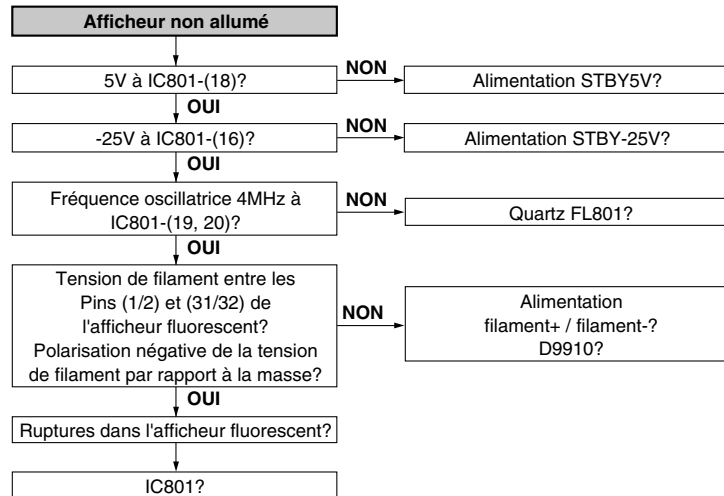 Afficheur non allumé
5V à IC801-(18)?
NON
Alimentation STBY5V?
OUI
-25V à IC801-(16)?
NON
Alimentation STBY-25V?
OUI
Fréquence oscillatrice 4MHz à
IC801-(19, 20)?
NON
Quartz FL801?
OUI
Tension de filament entre les
Pins (1/2) et (31/32) de
l'afficheur fluorescent?
Polarisation négative de la tension
de filament par rapport à la masse?
NON
Alimentation
filament+ / filament-?
D9910?
OUI
Ruptures dans l'afficheur fluorescent?
IC801?